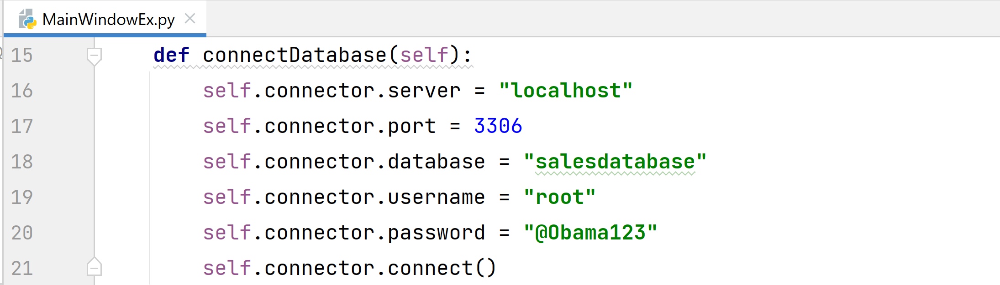 MainWindowEx.py
15 def connectDatabase(self):
16 self.connector.server = "localhost"
17 self.connector.port = 3306
18 self.connector.database = "salesdatabase"
19 self.connector.username = "root"
20 self.connector.password = "@Obama123"
21 self.connector.connect()